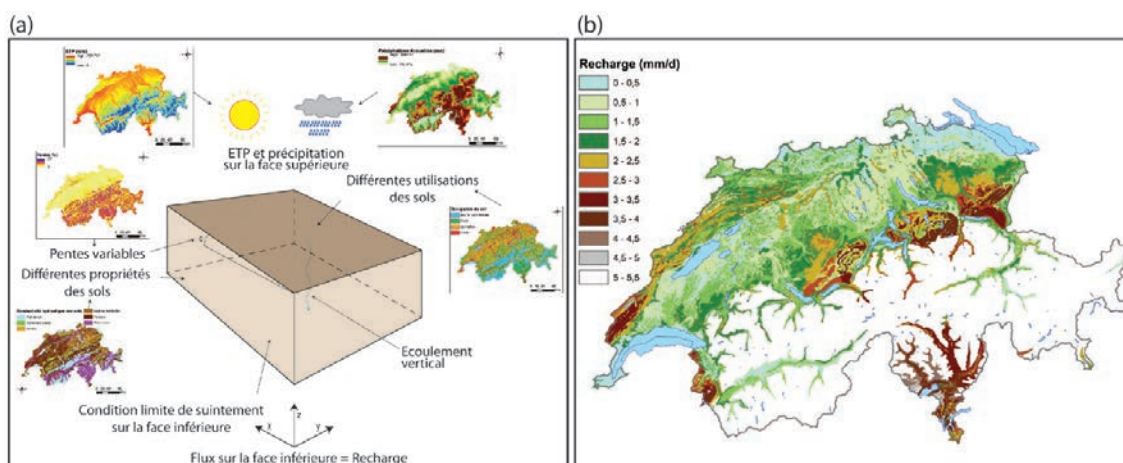 (a)
ETP et précipitation
sur la face supérieure
Différentes utilisations
des sols
Pentes variables
Différentes propriétés
des sols
Ecoulement
vertical
Condition limite de suintement
sur la face inférieure
z
x
y
Flux sur la face inférieure = Recharge
(b)
Recharge (mm/d)
0 - 0,5
0,5 - 1
1 - 1,5
1,5 - 2
2 - 2,5
2,5 - 3
3 - 3,5
3,5 - 4
4 - 4,5
4,5 - 5
5 - 5,5